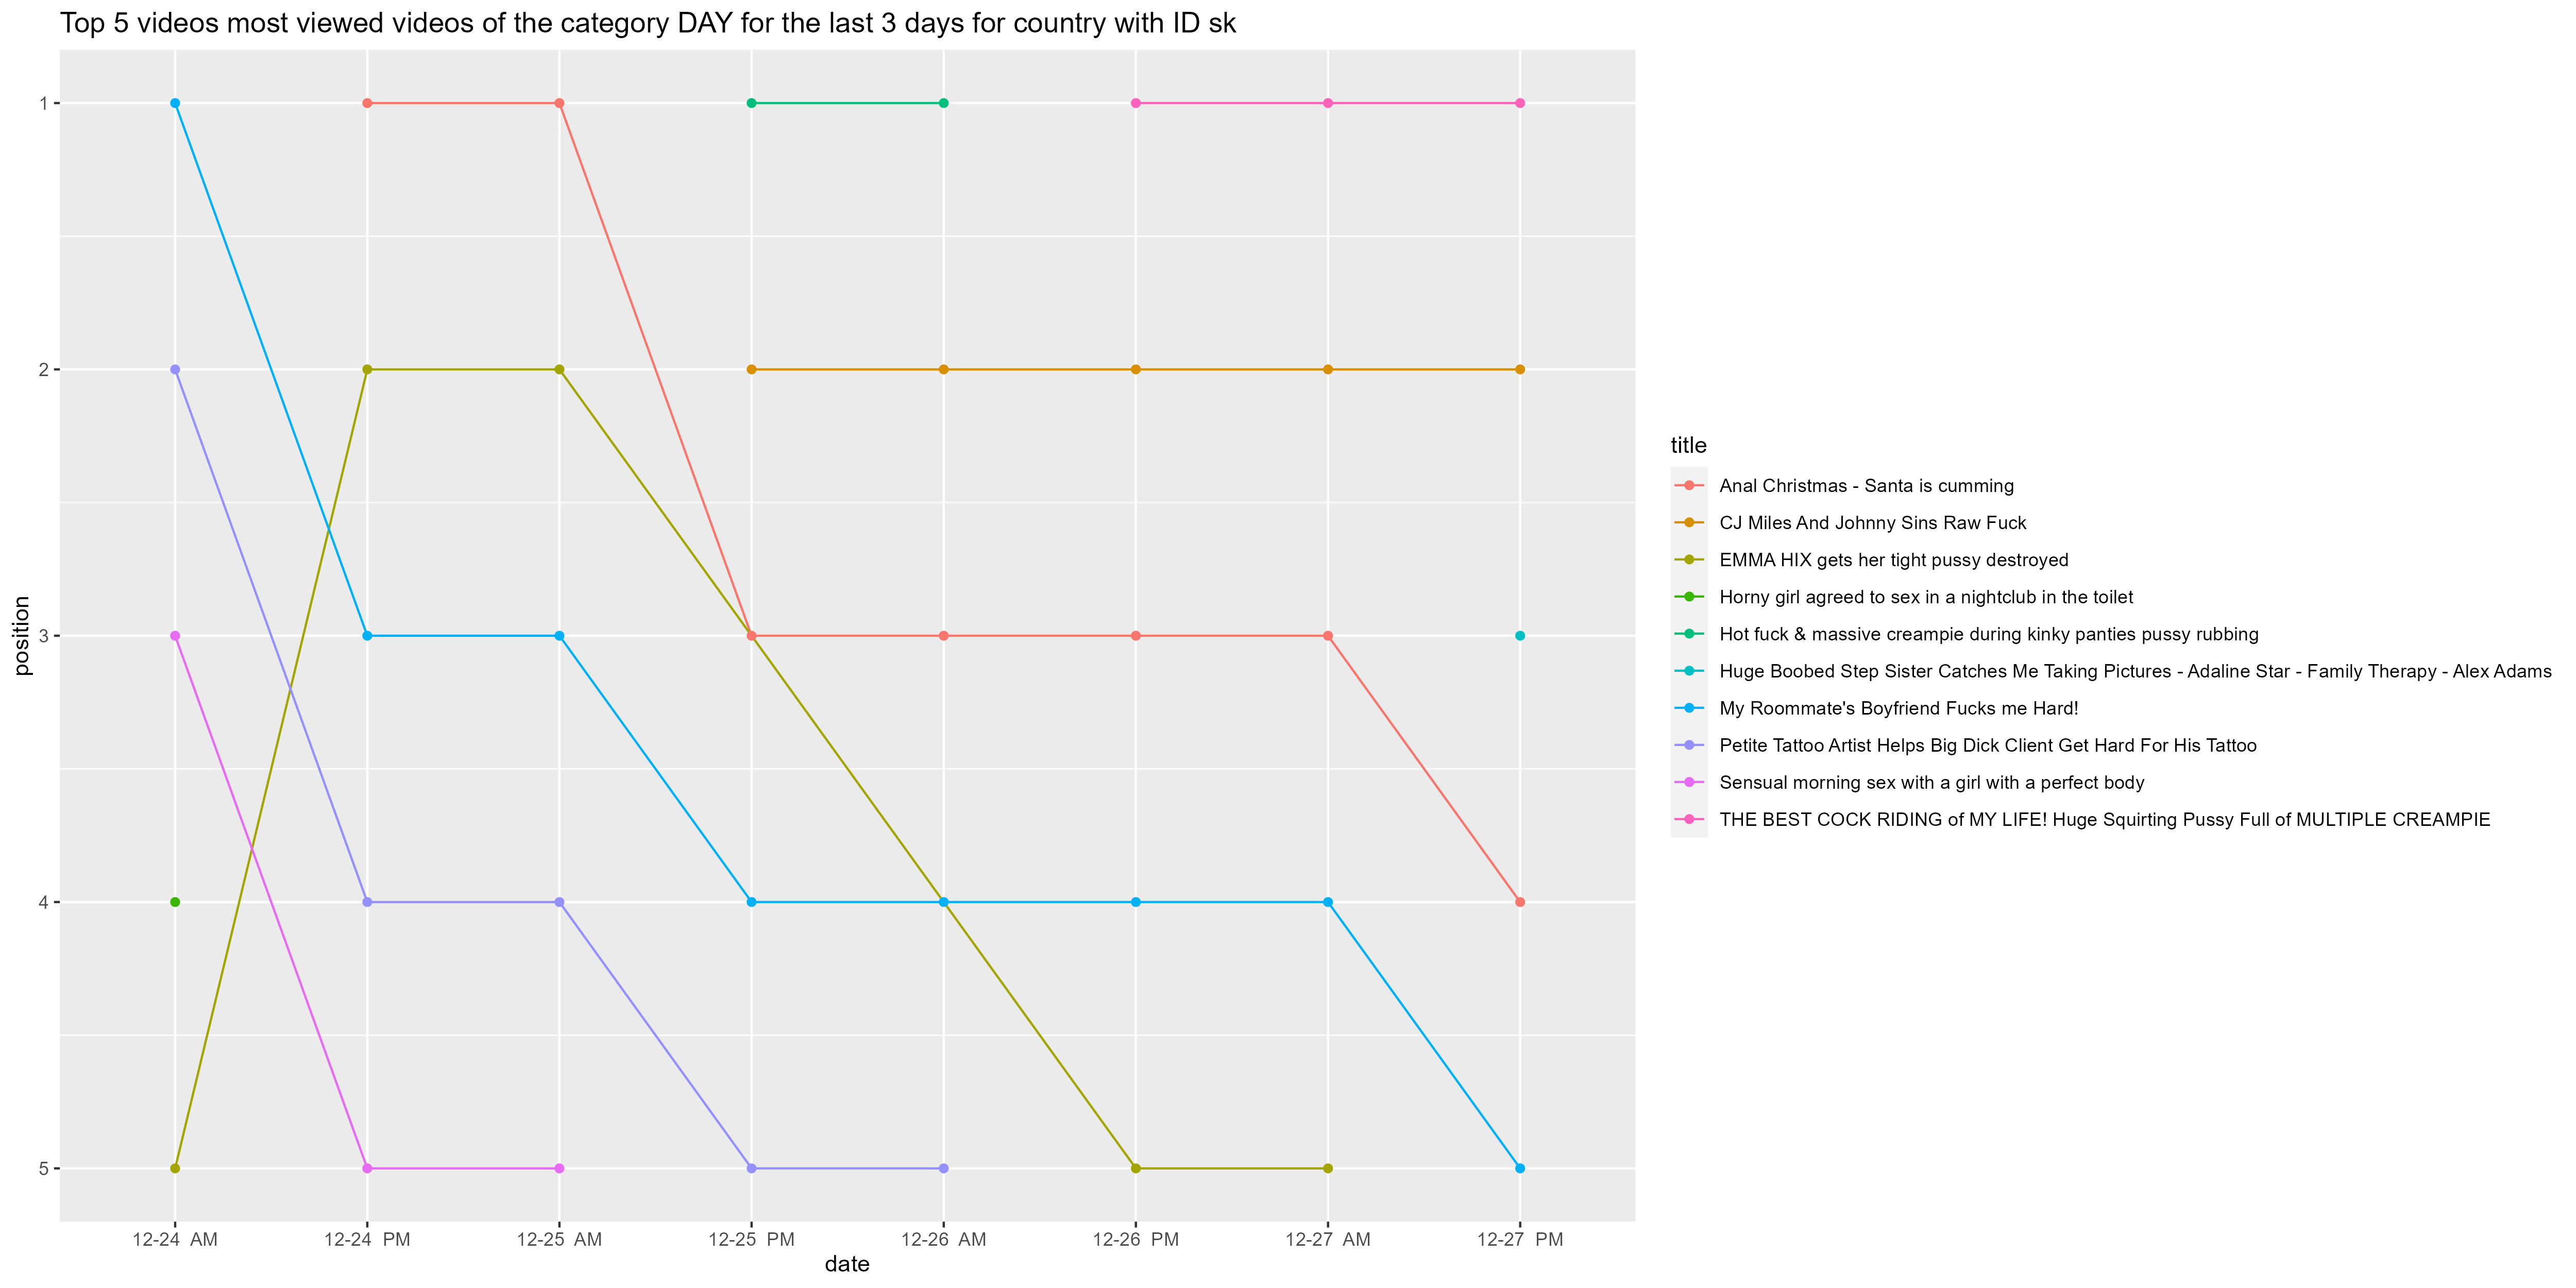 Top 5 videos most viewed videos of the category DAY for the last 3 days for country with ID sk
1
2
3
4
5
position
12-24 AM
12-24 PM
12-25 AM
12-25 PM
12-26 AM
12-26 PM
12-27 AM
12-27 PM
date
title
Anal Christmas - Santa is cumming
CJ Miles And Johnny Sins Raw Fuck
EMMA HIX gets her tight pussy destroyed
Horny girl agreed to sex in a nightclub in the toilet
Hot fuck & massive creampie during kinky panties pussy rubbing
Huge Boobed Step Sister Catches Me Taking Pictures - Adaline Star - Family Therapy - Alex Adams
My Roommate's Boyfriend Fucks me Hard!
Petite Tattoo Artist Helps Big Dick Client Get Hard For His Tattoo
Sensual morning sex with a girl with a perfect body
THE BEST COCK RIDING of MY LIFE! Huge Squirting Pussy Full of MULTIPLE CREAMPIE